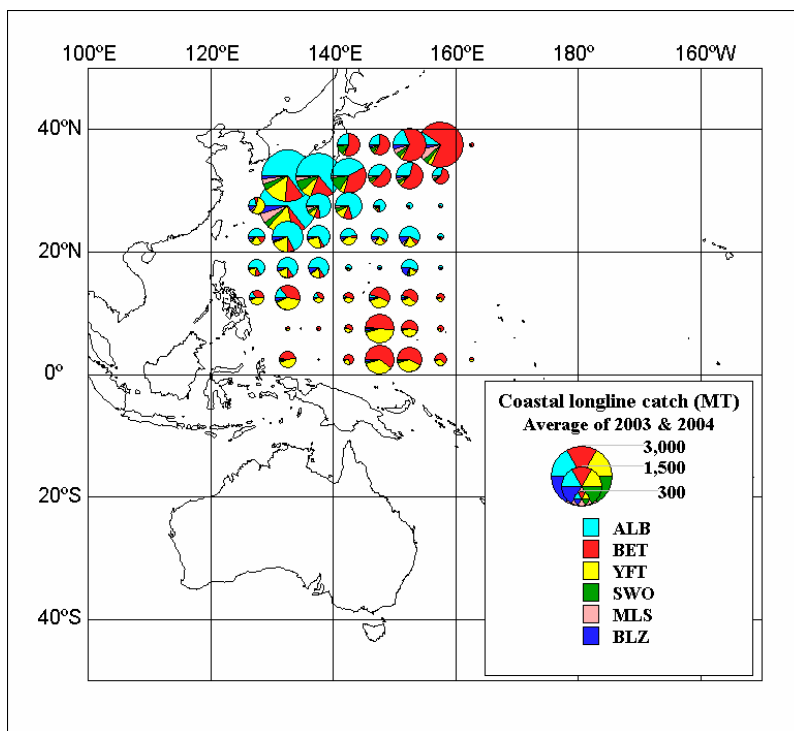 100ºE 120ºE 140ºE 160ºE 180º 160ºW
40ºN
20ºN
0º
20ºS
40ºS
Coastal longline catch (MT)
Average of 2003 & 2004
3,000
1,500
300
ALB
BET
YFT
SWO
MLS
BLZ